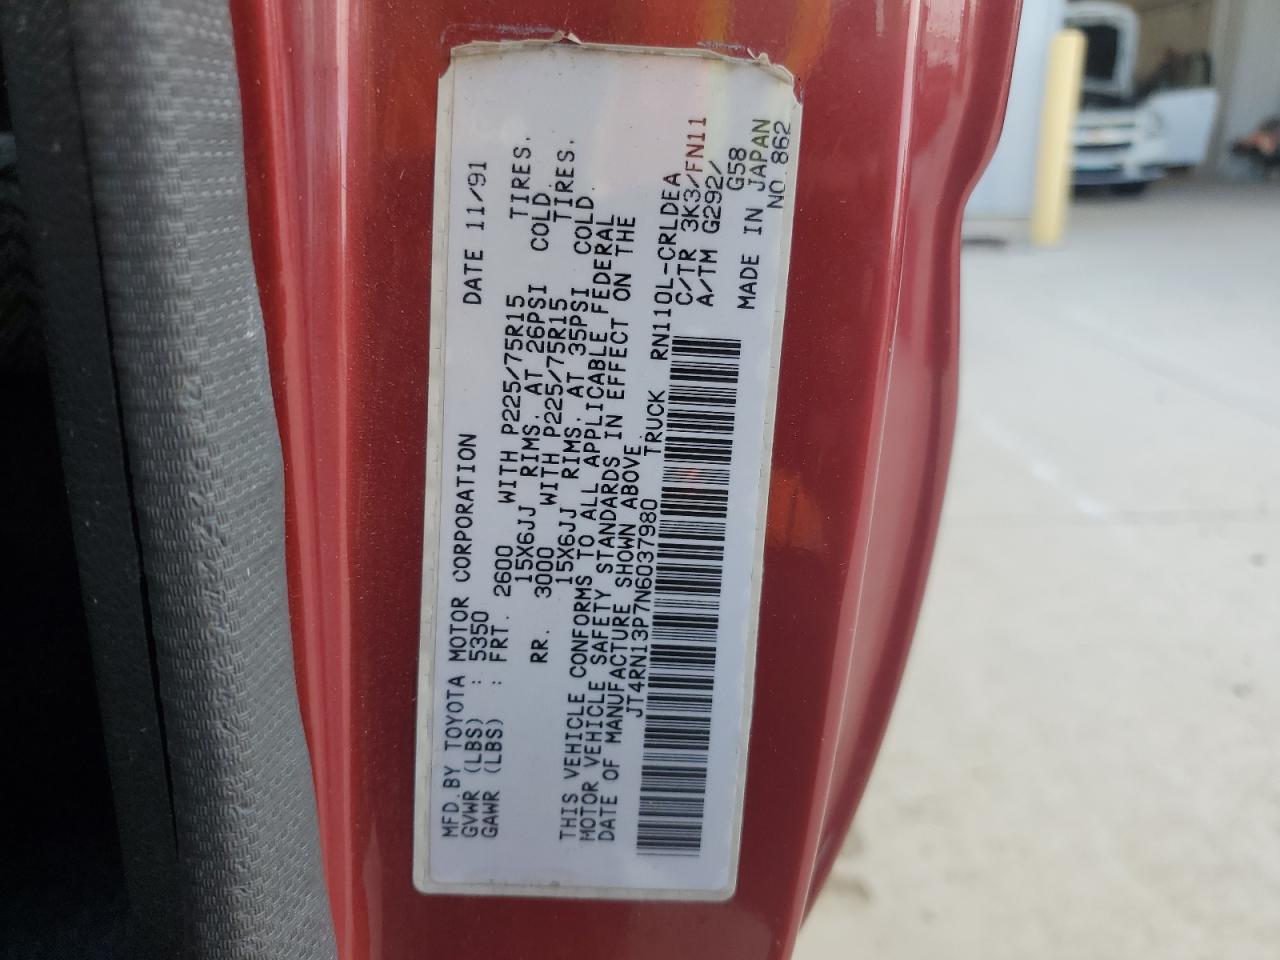 MFD. BY TOYOTA MOTOR CORPORATION DATE 11/91
GVWR (LBS) : 5350
GAWR (LBS) : FRT. 2600 WITH P225/75R15 TIRES.
15X6JJ RIMS. AT 26PSI COLD.
RR. 3000 WITH P225/75R15 TIRES.
15X6JJ RIMS. AT 35PSI COLD.
THIS VEHICLE CONFORMS TO ALL APPLICABLE FEDERAL
MOTOR VEHICLE SAFETY STANDARDS IN EFFECT ON THE
DATE OF MANUFACTURE SHOWN ABOVE.
JT4RN13P7N6037980 TRUCK RN110L-CRLDEA
C/TR 3K3/FN11
A/TM G292/
G58
MADE IN JAPAN
NO 862